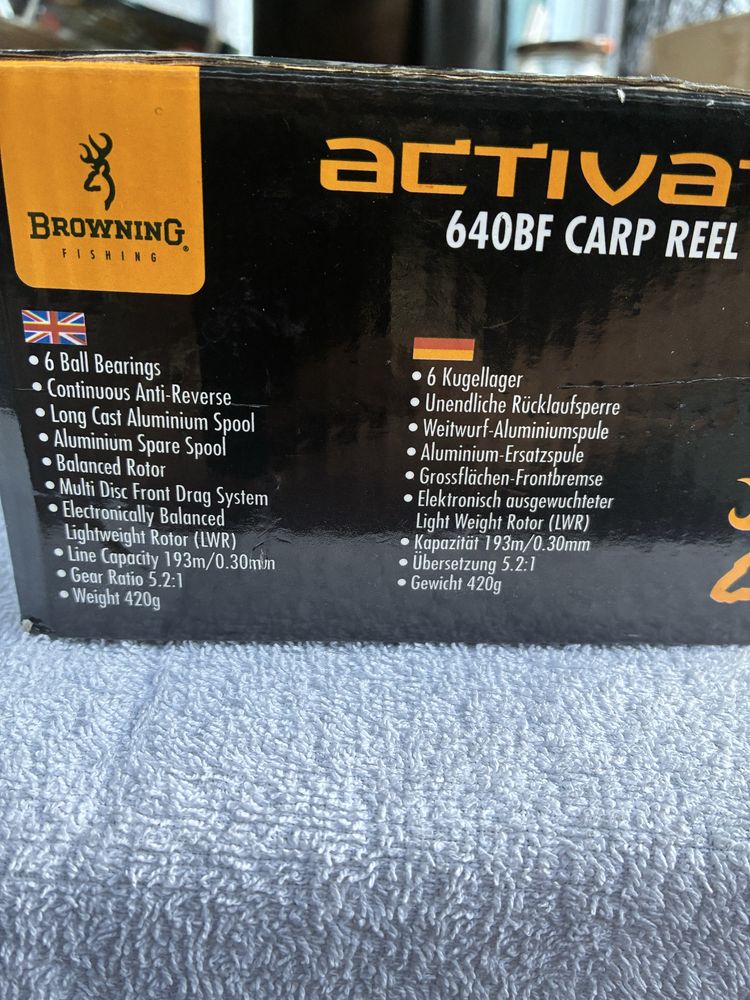 BROWNING
FISHING
640BF CARP REEL
• 6 Ball Bearings
• Continuous Anti-Reverse
• Long Cast Aluminium Spool
• Aluminium Spare Spool
• Balanced Rotor
• Multi Disc Front Drag System
• Electronically Balanced
Lightweight Rotor (LWR)
• Line Capacity 193m/0.30mm
• Gear Ratio 5.2:1
• Weight 420g
• 6 Kugellager
• Unendliche Rücklaufsperre
• Weitwurf-Aluminiumspule
• Aluminium-Ersatzspule
• Grossflächen-Frontbremse
• Elektronisch ausgewuchteter
Light Weight Rotor (LWR)
• Kapazität 193m/0.30mm
• Übersetzung 5.2:1
• Gewicht 420g